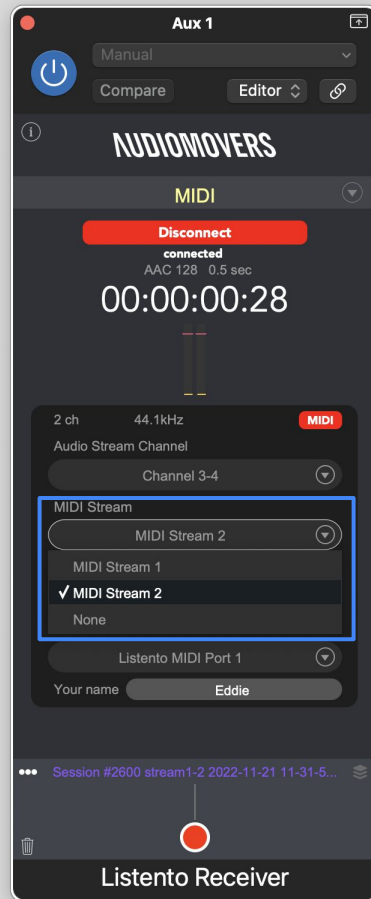 Aux 1
Manual
Compare
Editor
i
AUDIOMOVERS
MIDI
Disconnect
connected
AAC 128 0.5 sec
00:00:00:28
2 ch 44.1kHz MIDI
Audio Stream Channel
Channel 3-4
MIDI Stream
MIDI Stream 2
MIDI Stream 1
✓ MIDI Stream 2
None
Listento MIDI Port 1
Your name Eddie
••• Session #2600 stream1-2 2022-11-21 11-31-5...
Listento Receiver